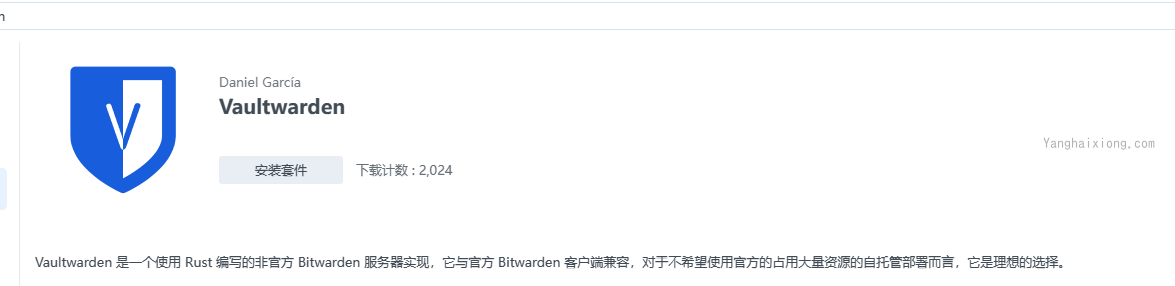 Daniel García
Vaultwarden
Yanghaixiong.com
安装套件 下载计数 : 2,024
Vaultwarden 是一个使用 Rust 编写的非官方 Bitwarden 服务器实现，它与官方 Bitwarden 客户端兼容，对于不希望使用官方的占用大量资源的自托管部署而言，它是理想的选择。